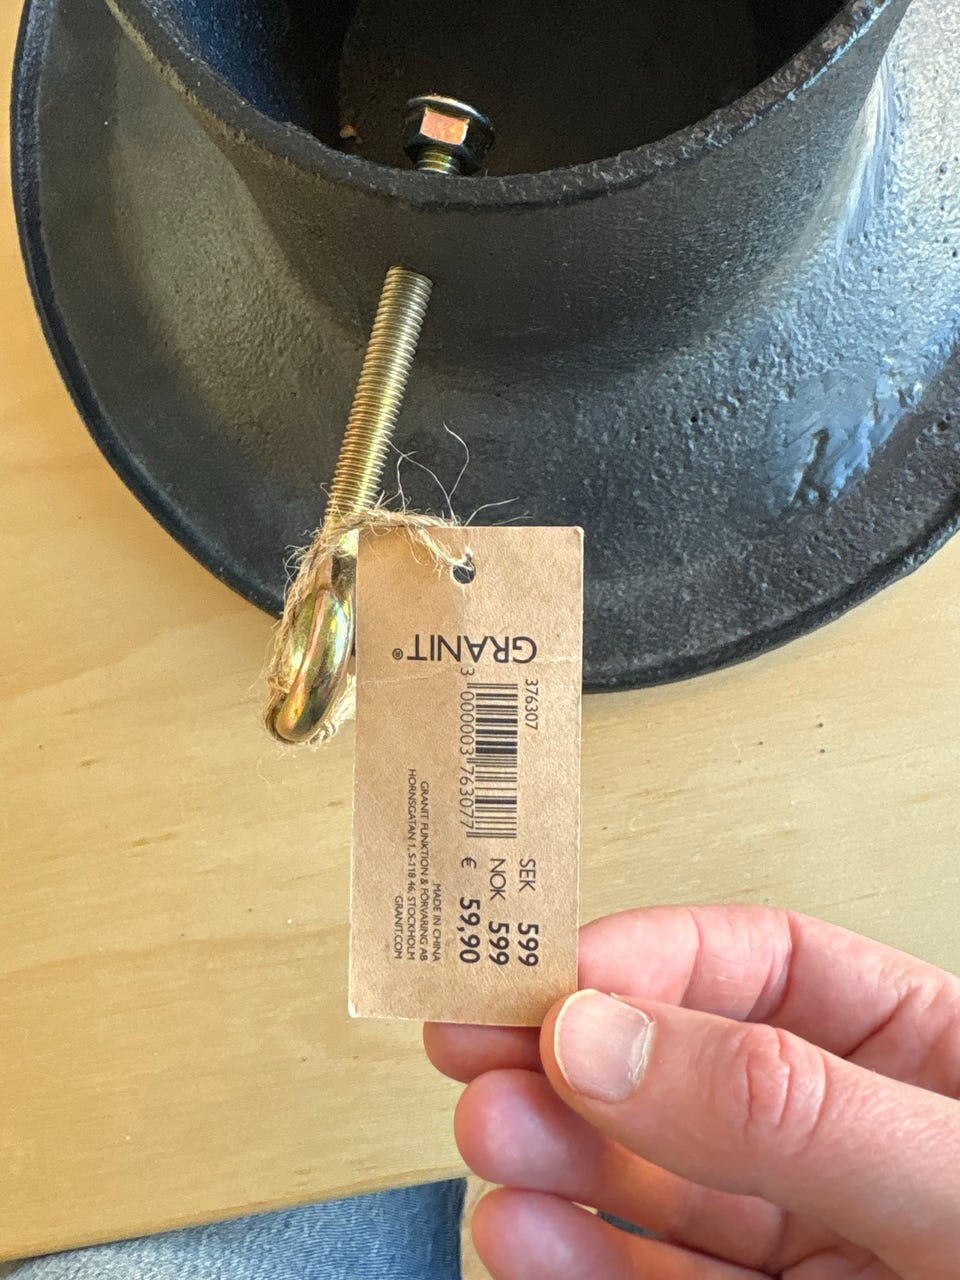 GRANIT®
376307
3 000003 763077
SEK 599
NOK 599
€ 59,90
MADE IN CHINA
GRANIT FUNKTION & FÖRVARING AB
HORNSGATAN 1, S-118 46, STOCKHOLM
GRANIT.COM